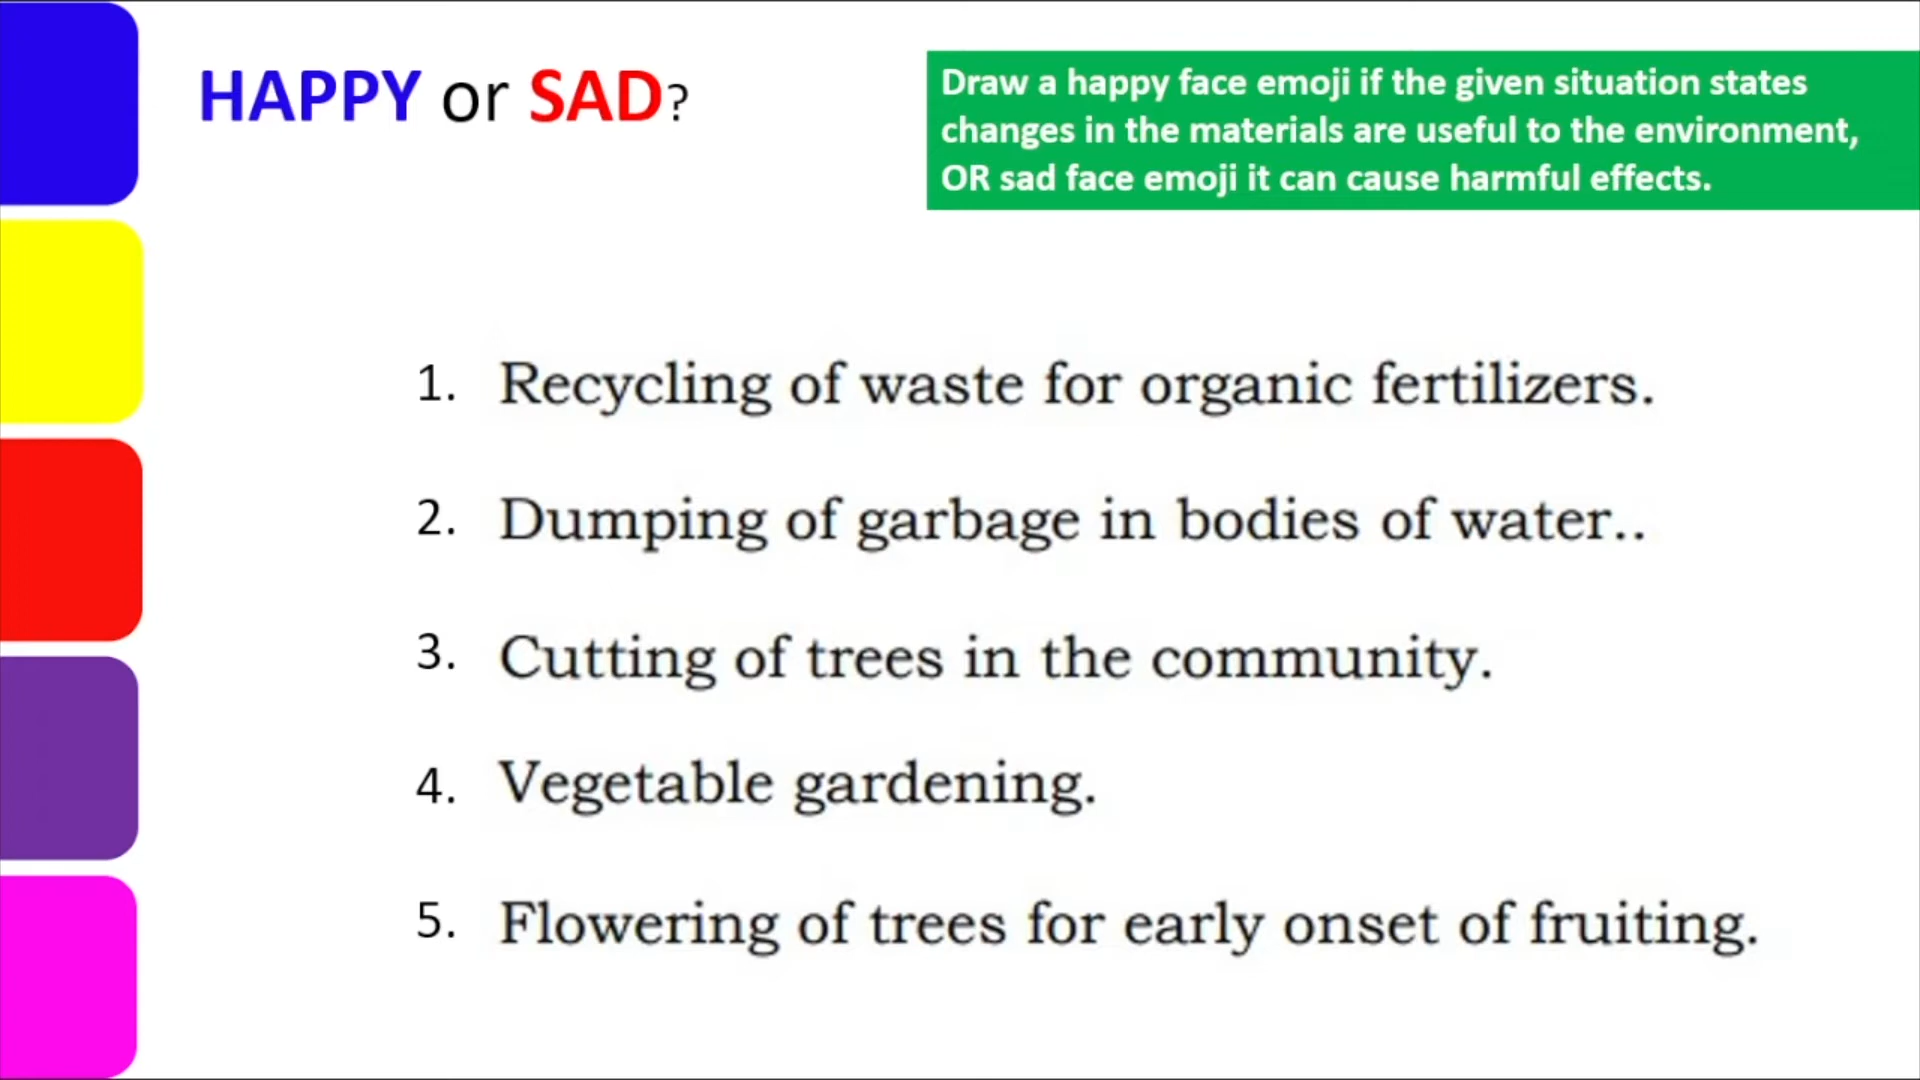 HAPPY or SAD?
Draw a happy face emoji if the given situation states
changes in the materials are useful to the environment,
OR sad face emoji it can cause harmful effects.
1. Recycling of waste for organic fertilizers.
2. Dumping of garbage in bodies of water..
3. Cutting of trees in the community.
4. Vegetable gardening.
5. Flowering of trees for early onset of fruiting.